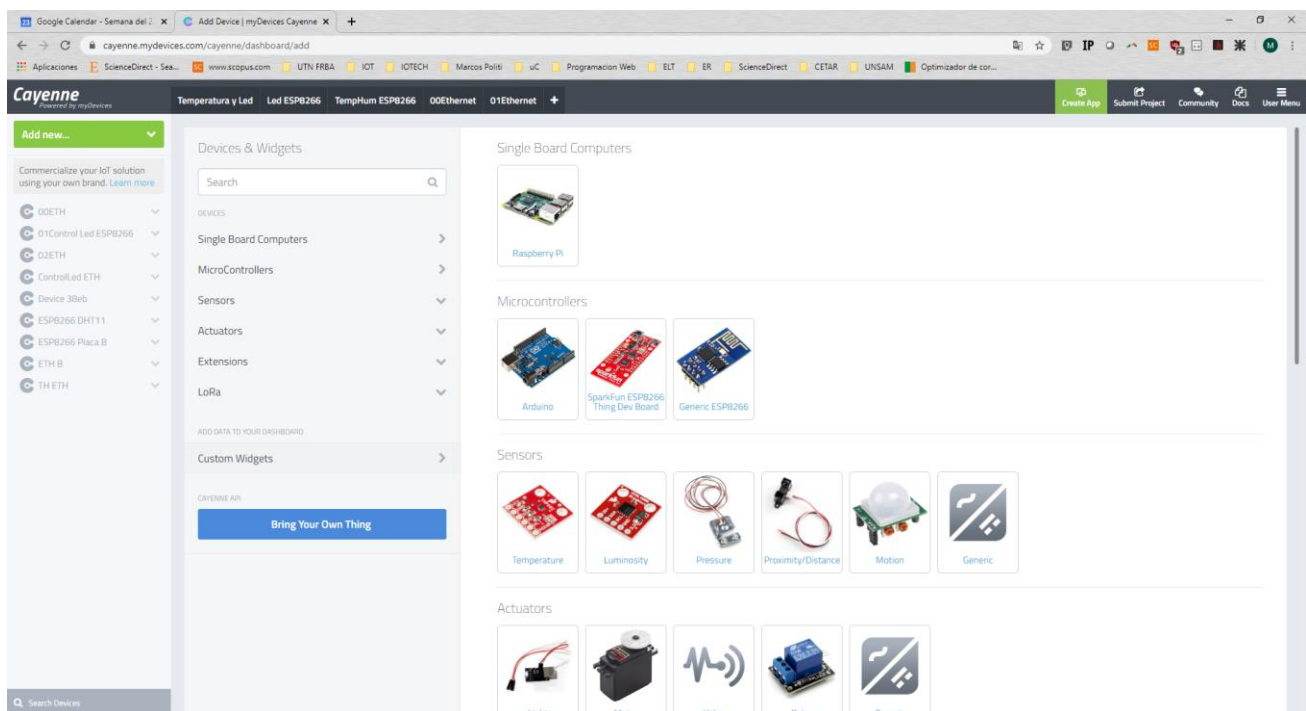 Google Calendar - Semana del 2
Add Device | myDevices Cayenne
cayenne.mydevices.com/cayenne/dashboard/add
IP
M
Aplicaciones ScienceDirect - Sea... www.scopus.com UTN FRBA IOT IOTECH Marcos Politi uC Programacion Web ELT ER ScienceDirect CETAR UNSAM Optimizador de cor...
Cayenne
Powered by myDevices
Temperatura y Led Led ESP8266 TempHum ESP8266 00Ethernet 01Ethernet +
Create App Submit Project Community Docs User Menu
Add new...
Commercialize your IoT solution
using your own brand. Learn more
00ETH
01Control Led ESP8266
02ETH
ControlLed ETH
Device 38eb
ESP8266 DHT11
ESP8266 Placa B
ETH B
TH ETH
Search Devices
Devices & Widgets
Search
DEVICES
Single Board Computers
MicroControllers
Sensors
Actuators
Extensions
LoRa
ADD DATA TO YOUR DASHBOARD
Custom Widgets
CAYENNE API
Bring Your Own Thing
Single Board Computers
Raspberry Pi
Microcontrollers
Arduino
SparkFun ESP8266
Thing Dev Board
Generic ESP8266
Sensors
Temperature
Luminosity
Pressure
Proximity/Distance
Motion
Generic
Actuators